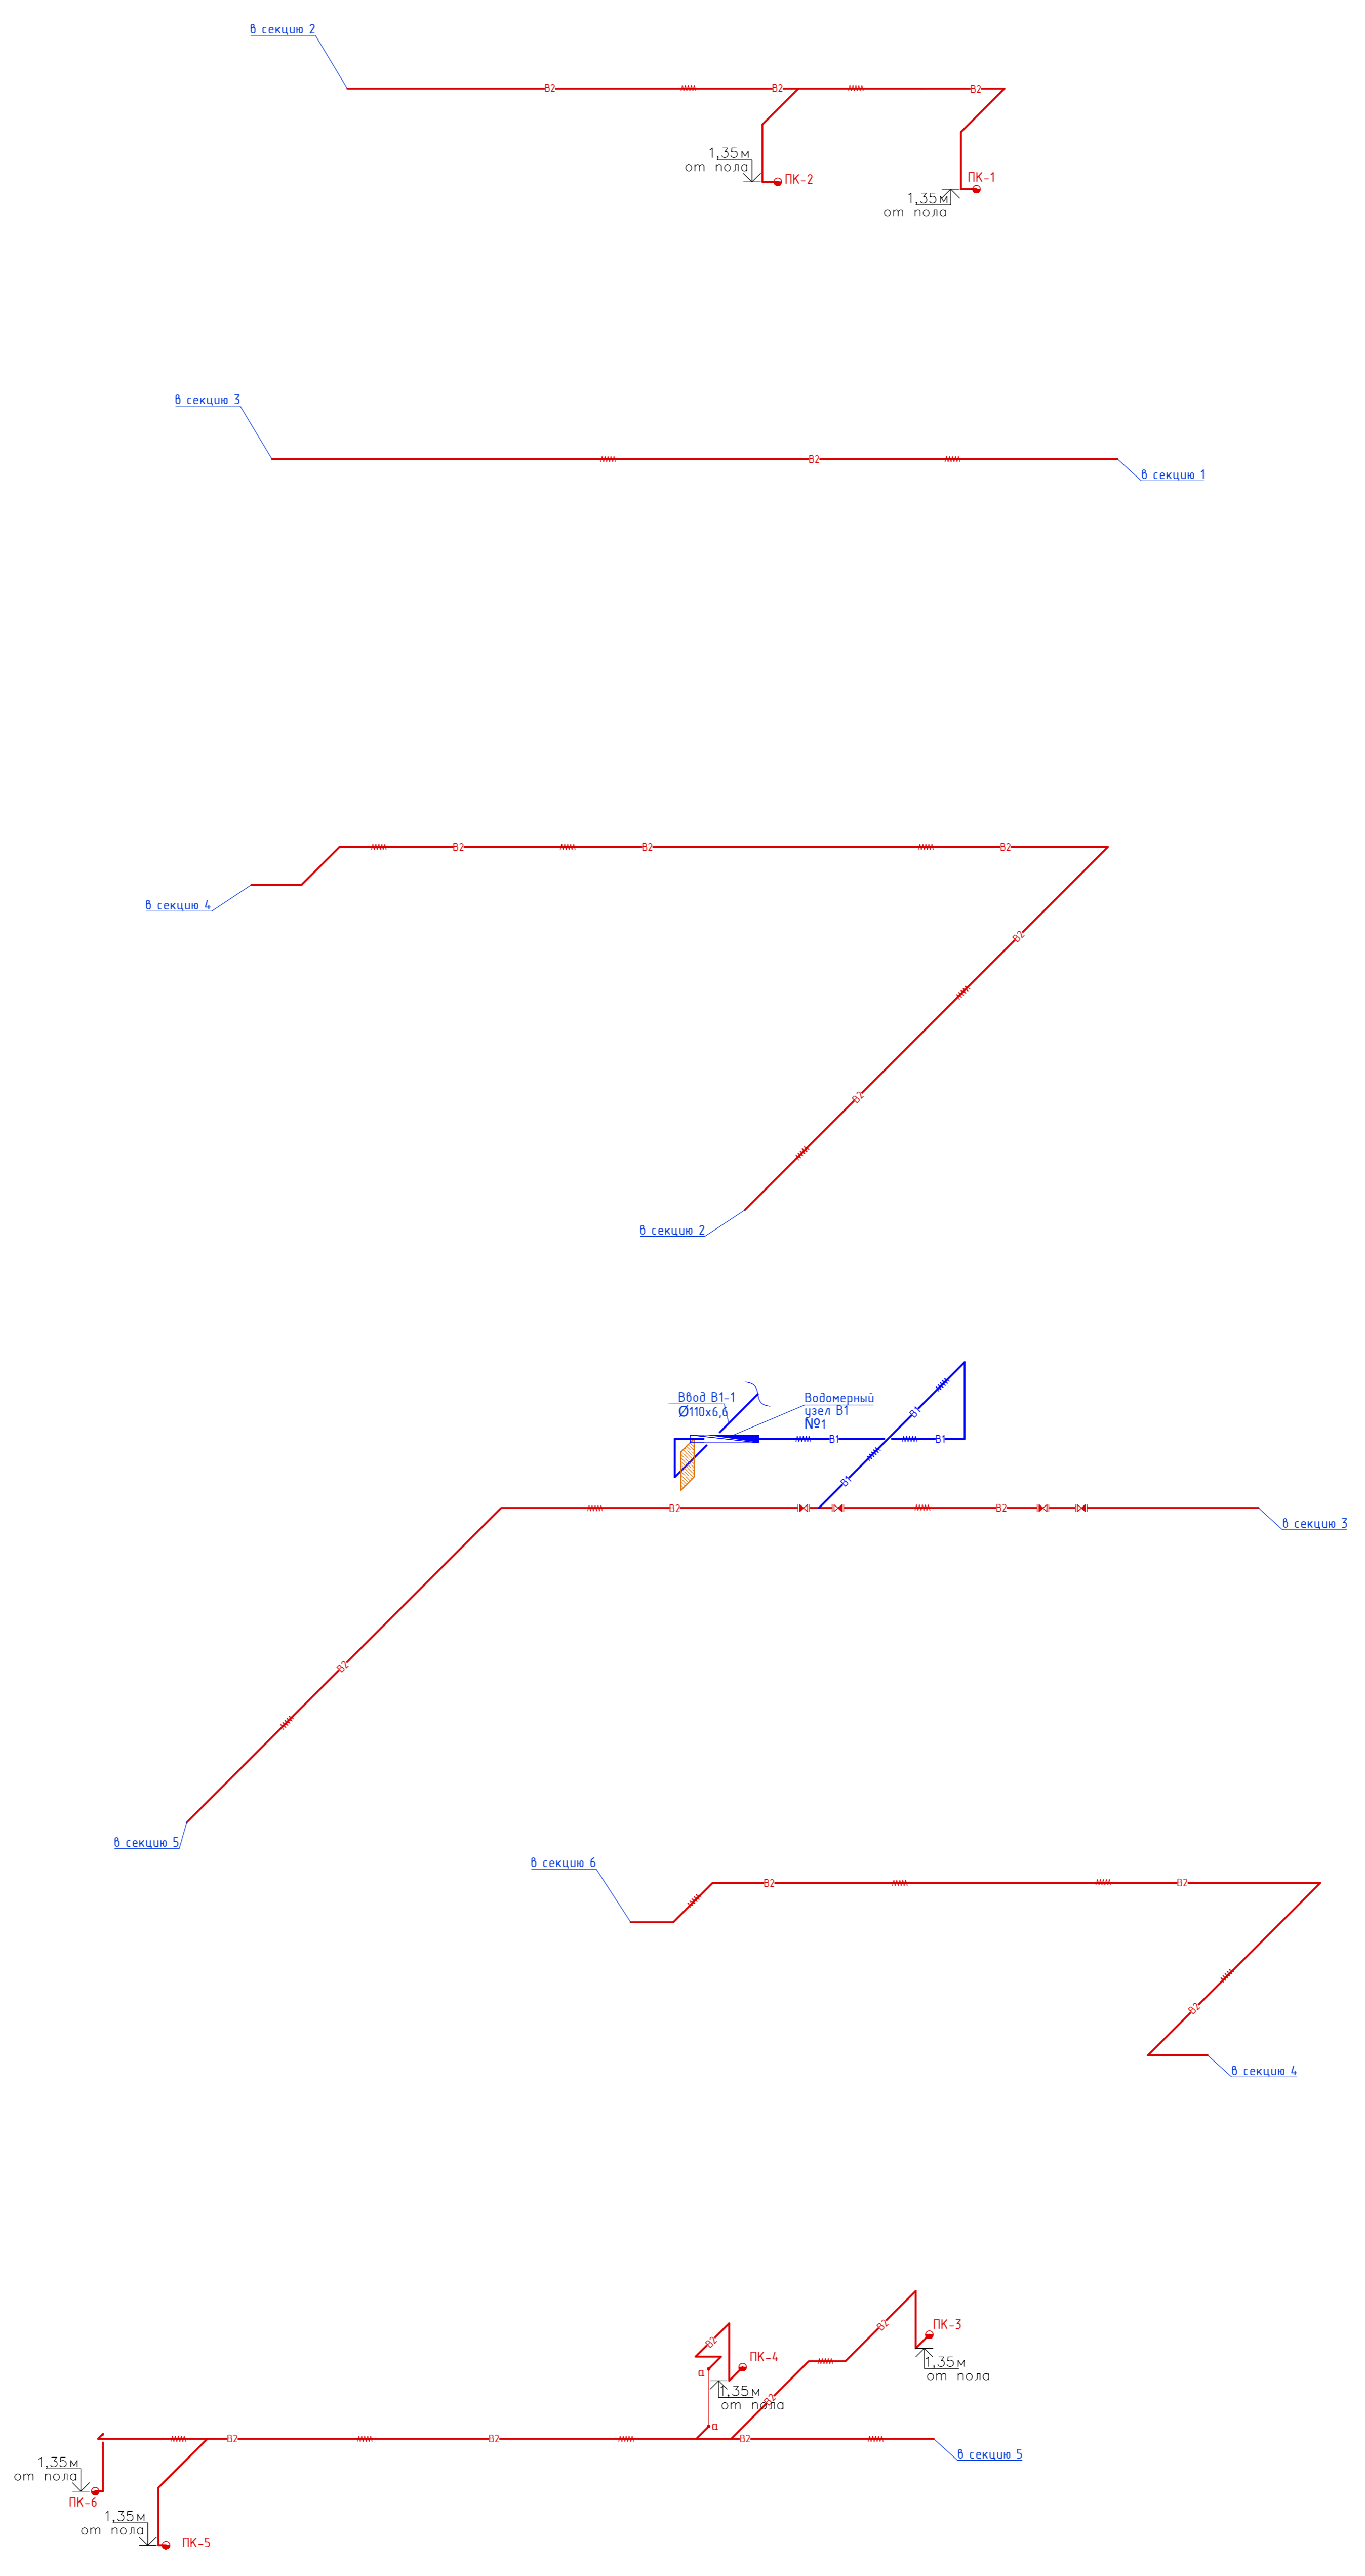 в секцию 2
В2
В2
В2
1,35м
от пола
ПК-2
ПК-1
1,35м
от пола
в секцию 3
В2
в секцию 1
В2
В2
В2
в секцию 4
В2
В2
в секцию 2
Ввод В1-1
Ø110x6,6
Водомерный
узел В1
№1
В1
В1
В1
В1
В2
В2
в секцию 3
В2
в секцию 5
в секцию 6
В2
В2
В2
в секцию 4
ПК-3
В2
1,35м
от пола
В2
ПК-4
а
1,35м
от пола
В2
а
В2
В2
В2
в секцию 5
1,35м
от пола
ПК-6
1,35м
от пола
ПК-5